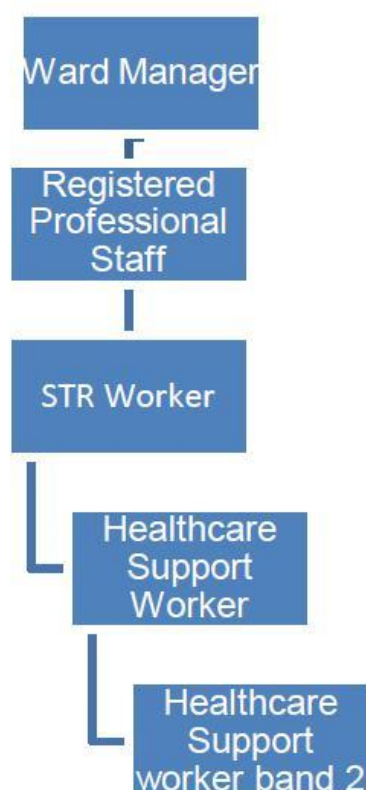 Ward Manager
Registered
Professional
Staff
STR Worker
Healthcare
Support
Worker
Healthcare
Support
worker band 2